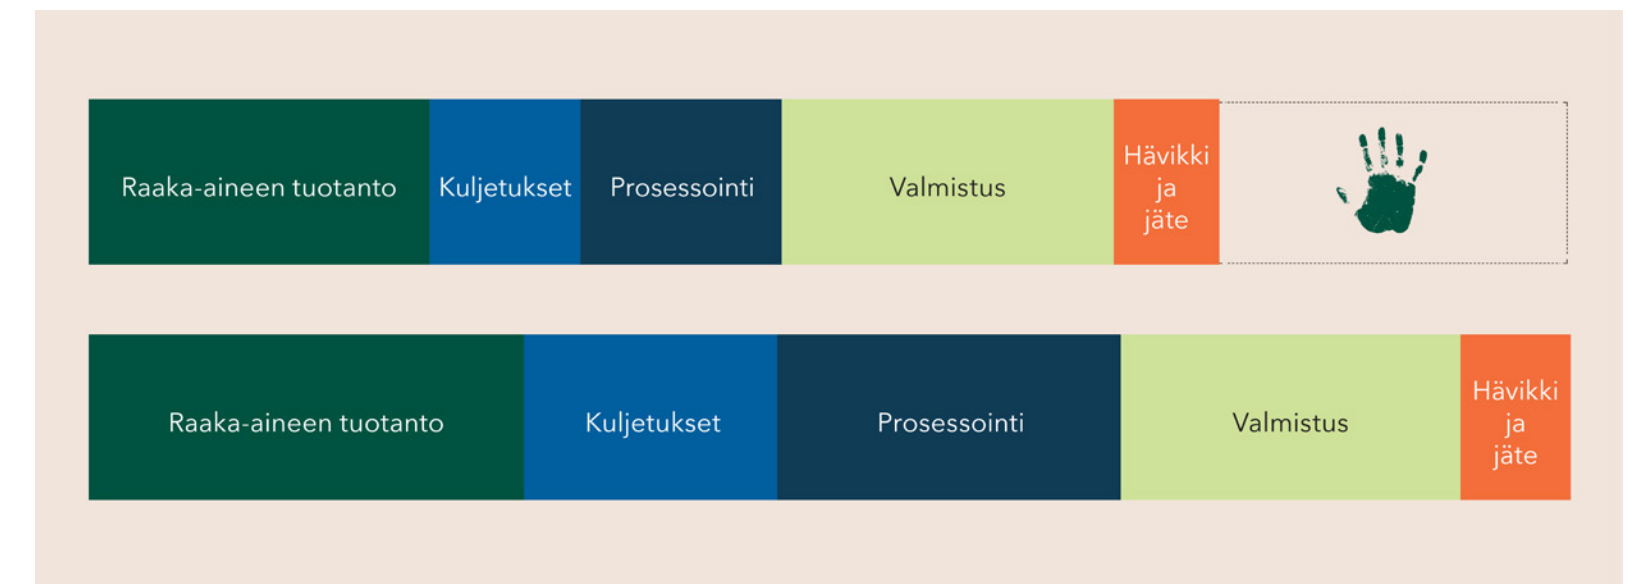 Raaka-aineen tuotanto
Kuljetukset
Prosessointi
Valmistus
Hävikki
ja
jäte
Raaka-aineen tuotanto
Kuljetukset
Prosessointi
Valmistus
Hävikki
ja
jäte